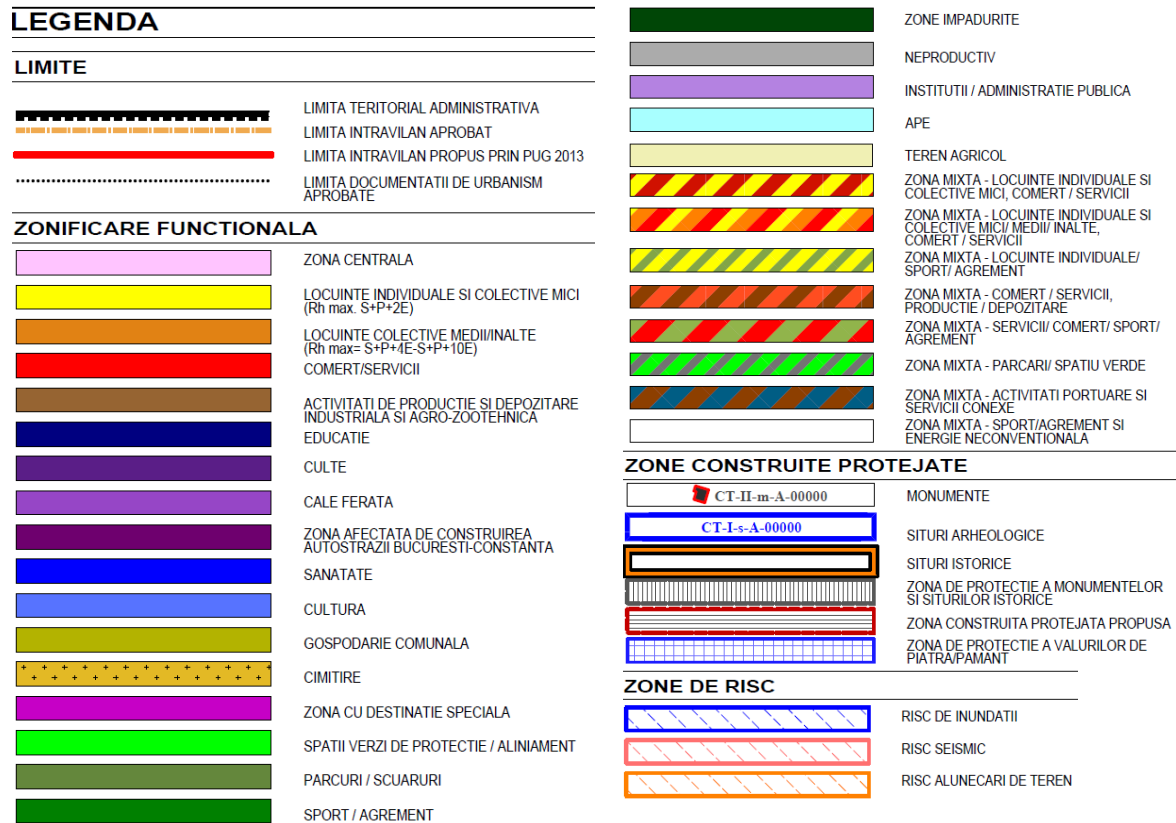 LEGENDA
LIMITE
LIMITA TERITORIAL ADMINISTRATIVA
LIMITA INTRAVILAN APROBAT
LIMITA INTRAVILAN PROPUS PRIN PUG 2013
LIMITA DOCUMENTATII DE URBANISM
APROBATE
ZONIFICARE FUNCTIONALA
ZONA CENTRALA
LOCUINTE INDIVIDUALE SI COLECTIVE MICI
(Rh max. S+P+2E)
LOCUINTE COLECTIVE MEDII/INALTE
(Rh max= S+P+4E-S+P+10E)
COMERT/SERVICII
ACTIVITATI DE PRODUCTIE SI DEPOZITARE
INDUSTRIALA SI AGRO-ZOOTEHNICA
EDUCATIE
CULTE
CALE FERATA
ZONA AFECTATA DE CONSTRUIREA
AUTOSTRAZII BUCURESTI-CONSTANTA
SANATATE
CULTURA
GOSPODARIE COMUNALA
CIMITIRE
ZONA CU DESTINATIE SPECIALA
SPATII VERZI DE PROTECTIE / ALINIAMENT
PARCURI / SCUARURI
SPORT / AGREMENT
ZONE IMPADURITE
NEPRODUCTIV
INSTITUTII / ADMINISTRATIE PUBLICA
APE
TEREN AGRICOL
ZONA MIXTA - LOCUINTE INDIVIDUALE SI
COLECTIVE MICI, COMERT / SERVICII
ZONA MIXTA - LOCUINTE INDIVIDUALE SI
COLECTIVE MICI/ MEDII/ INALTE,
COMERT / SERVICII
ZONA MIXTA - LOCUINTE INDIVIDUALE/
SPORT/ AGREMENT
ZONA MIXTA - COMERT / SERVICII,
PRODUCTIE / DEPOZITARE
ZONA MIXTA - SERVICII/ COMERT/ SPORT/
AGREMENT
ZONA MIXTA - PARCARI/ SPATIU VERDE
ZONA MIXTA - ACTIVITATI PORTUARE SI
SERVICII CONEXE
ZONA MIXTA - SPORT/AGREMENT SI
ENERGIE NECONVENTIONALA
ZONE CONSTRUITE PROTEJATE
CT-II-m-A-00000 MONUMENTE
CT-I-s-A-00000 SITURI ARHEOLOGICE
SITURI ISTORICE
ZONA DE PROTECTIE A MONUMENTELOR
SI SITURILOR ISTORICE
ZONA CONSTRUITA PROTEJATA PROPUSA
ZONA DE PROTECTIE A VALURILOR DE
PIATRA/PAMANT
ZONE DE RISC
RISC DE INUNDATII
RISC SEISMIC
RISC ALUNECARI DE TEREN